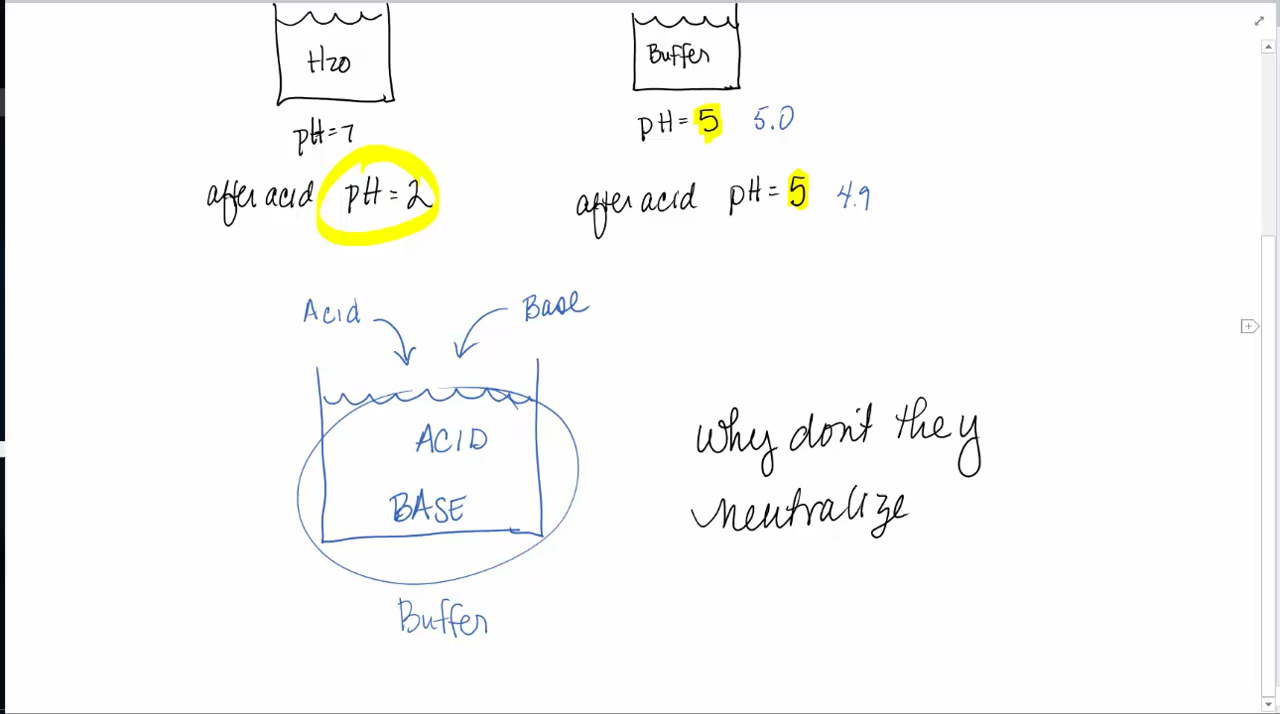 H2O
Buffer
pH=7
pH=5 5.0
after acid pH=2
after acid pH=5 4.9
Acid
Base
ACID
BASE
Buffer
Why don't they
neutralize